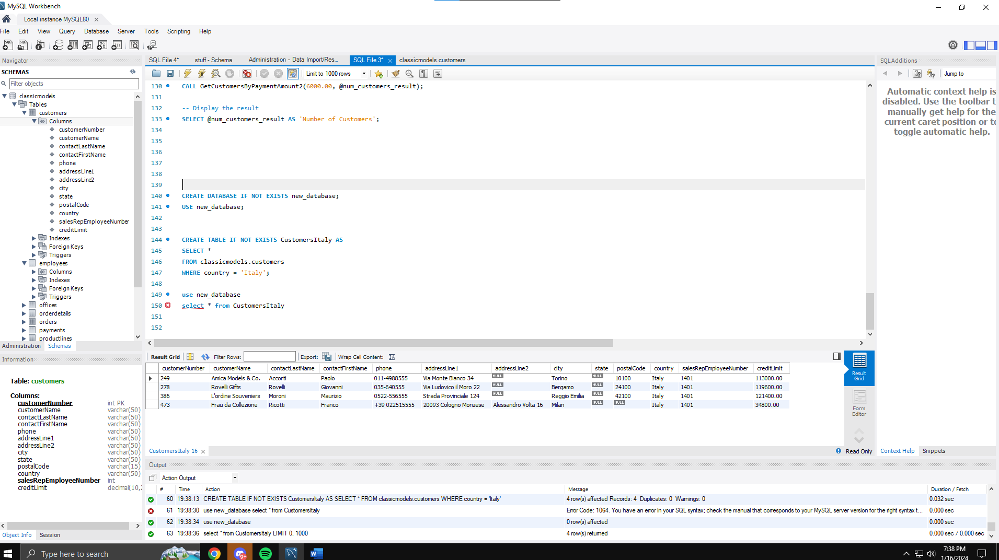 MySQL Workbench
Local instance MySQL80
File Edit View Query Database Server Tools Scripting Help
Navigator
SCHEMAS
Filter objects
classicmodels
Tables
customers
Columns
customerNumber
customerName
contactLastName
contactFirstName
phone
addressLine1
addressLine2
city
state
postalCode
country
salesRepEmployeeNumber
creditLimit
Indexes
Foreign Keys
Triggers
employees
Columns
Indexes
Foreign Keys
Triggers
offices
orderdetails
orders
payments
productlines
Administration Schemas
Information
Table: customers
Columns:
customerNumber int PK
customerName varchar(50)
contactLastName varchar(50)
contactFirstName varchar(50)
phone varchar(50)
addressLine1 varchar(50)
addressLine2 varchar(50)
city varchar(50)
state varchar(50)
postalCode varchar(15)
country varchar(50)
salesRepEmployeeNumber int
creditLimit decimal(10,2
Object Info Session
SQL File 4* stuff - Schema Administration - Data Import/Res... SQL File 3* classicmodels.customers
Limit to 1000 rows
130 CALL GetCustomersByPaymentAmount2(6000.00, @num_customers_result);
131
132 -- Display the result
133 SELECT @num_customers_result AS 'Number of Customers';
134
135
136
137
138
139
140 CREATE DATABASE IF NOT EXISTS new_database;
141 USE new_database;
142
143
144 CREATE TABLE IF NOT EXISTS CustomersItaly AS
145 SELECT *
146 FROM classicmodels.customers
147 WHERE country = 'Italy';
148
149 use new_database
150 select * from CustomersItaly
151
152
Result Grid Filter Rows: Export: Wrap Cell Content:
customerNumber customerName contactLastName contactFirstName phone addressLine1 addressLine2 city state postalCode country salesRepEmployeeNumber creditLimit
249 Amica Models & Co. Accorti Paolo 011-4988555 Via Monte Bianco 34 NULL Torino NULL 10100 Italy 1401 113000.00
278 Rovelli Gifts Rovelli Giovanni 035-640555 Via Ludovico il Moro 22 NULL Bergamo NULL 24100 Italy 1401 119600.00
386 L'ordine Souveniers Moroni Maurizio 0522-556555 Strada Provinciale 124 NULL Reggio Emilia NULL 42100 Italy 1401 121400.00
473 Frau da Collezione Ricotti Franco +39 022515555 20093 Cologno Monzese Alessandro Volta 16 Milan NULL NULL Italy 1401 34800.00
Result
Grid
Form
Editor
CustomersItaly 16
Read Only
Output
Action Output
# Time Action Message Duration / Fetch
60 19:38:13 CREATE TABLE IF NOT EXISTS CustomersItaly AS SELECT * FROM classicmodels.customers WHERE country = 'Italy' 4 row(s) affected Records: 4 Duplicates: 0 Warnings: 0 0.032 sec
61 19:38:30 use new_database select * from CustomersItaly Error Code: 1064. You have an error in your SQL syntax; check the manual that corresponds to your MySQL server version for the right syntax t... 0.000 sec
62 19:38:34 use new_database 0 row(s) affected 0.000 sec
63 19:38:36 select * from CustomersItaly LIMIT 0, 1000 4 row(s) returned 0.000 sec / 0.000 sec
SQLAdditions
Jump to
Automatic context help is
disabled. Use the toolbar t
manually get help for the
current caret position or to
toggle automatic help.
Context Help Snippets
Type here to search
9+
7:38 PM
1/16/2024